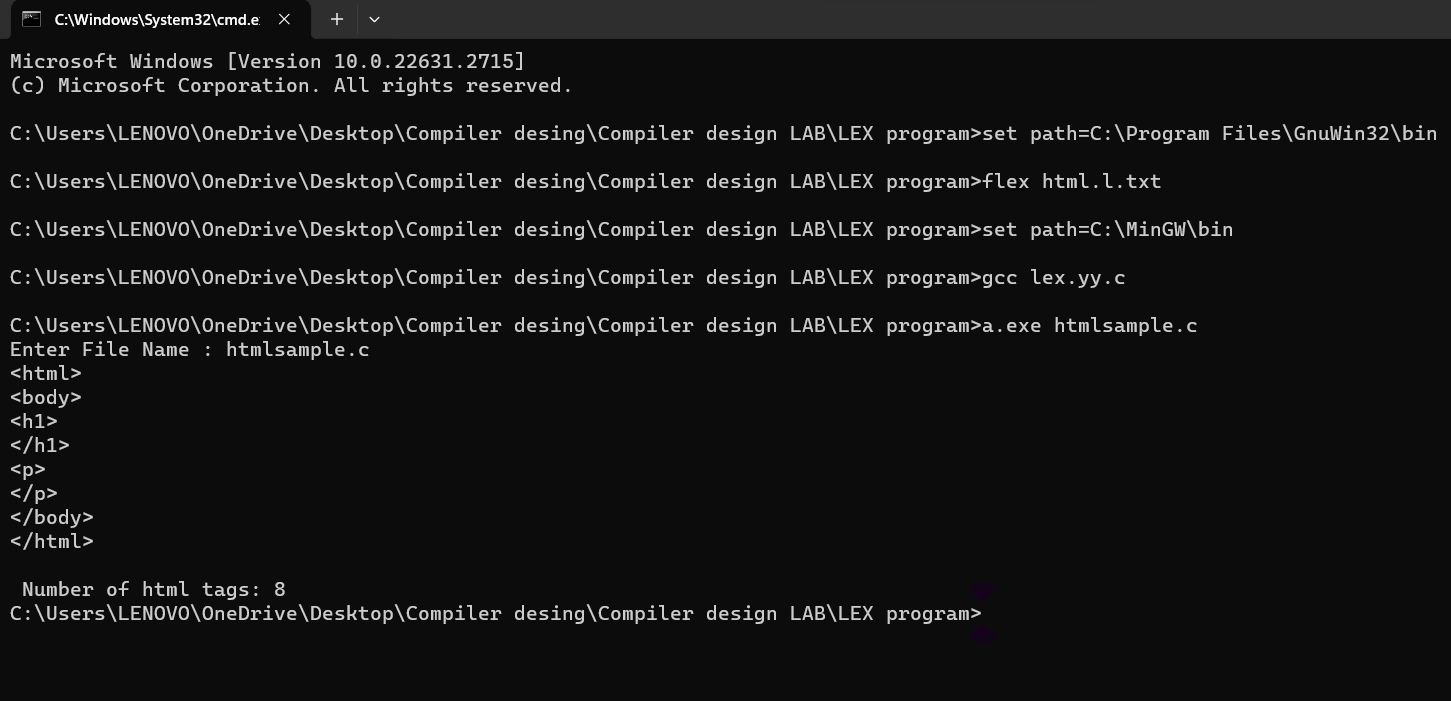 C:\Windows\System32\cmd.e
Microsoft Windows [Version 10.0.22631.2715]
(c) Microsoft Corporation. All rights reserved.
C:\Users\LENOVO\OneDrive\Desktop\Compiler desing\Compiler design LAB\LEX program>set path=C:\Program Files\GnuWin32\bin
C:\Users\LENOVO\OneDrive\Desktop\Compiler desing\Compiler design LAB\LEX program>flex html.l.txt
C:\Users\LENOVO\OneDrive\Desktop\Compiler desing\Compiler design LAB\LEX program>set path=C:\MinGW\bin
C:\Users\LENOVO\OneDrive\Desktop\Compiler desing\Compiler design LAB\LEX program>gcc lex.yy.c
C:\Users\LENOVO\OneDrive\Desktop\Compiler desing\Compiler design LAB\LEX program>a.exe htmlsample.c
Enter File Name : htmlsample.c
<html>
<body>
<h1>
</h1>
<p>
</p>
</body>
</html>
 Number of html tags: 8
C:\Users\LENOVO\OneDrive\Desktop\Compiler desing\Compiler design LAB\LEX program>